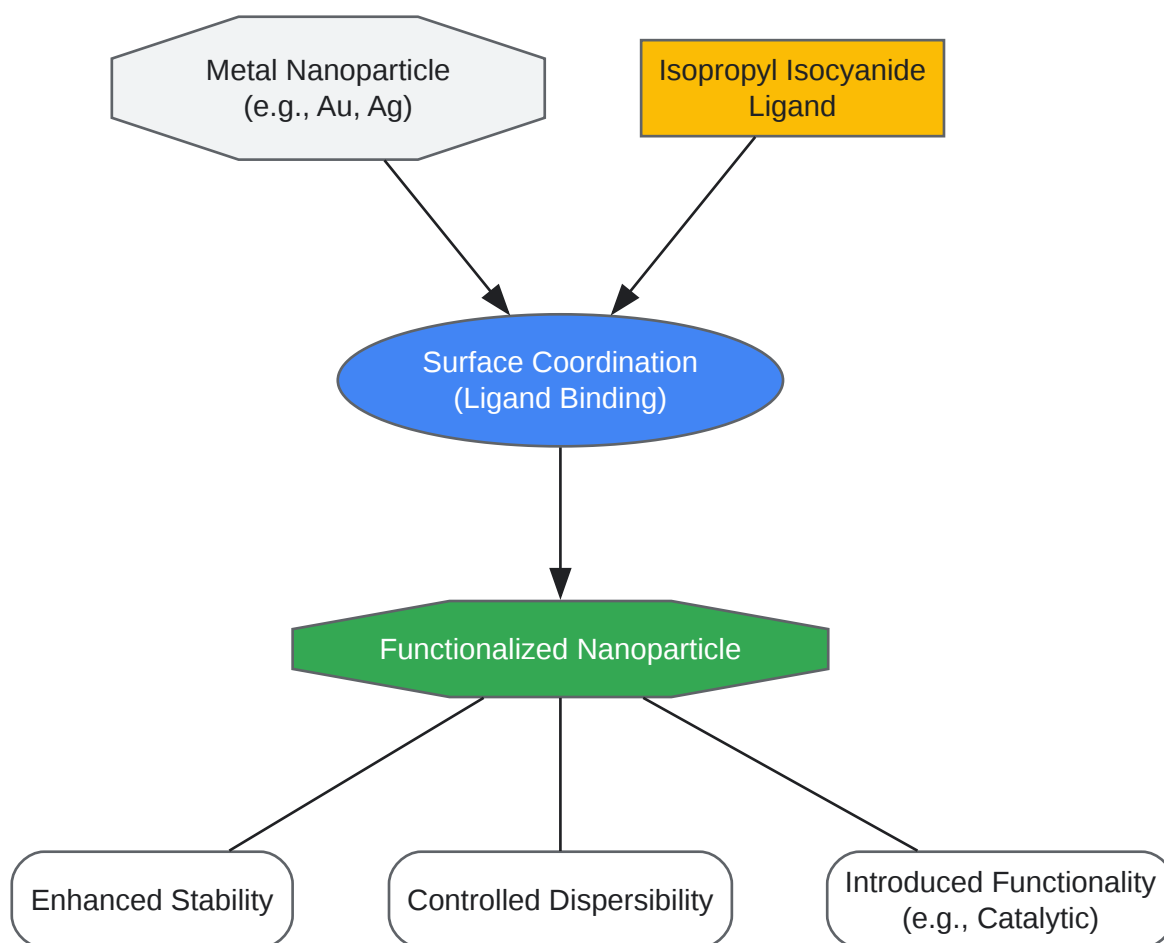 Metal Nanoparticle
(e.g., Au, Ag)
Isopropyl Isocyanide
Ligand
Surface Coordination
(Ligand Binding)
Functionalized Nanoparticle
Enhanced Stability
Controlled Dispersibility
Introduced Functionality
(e.g., Catalytic)